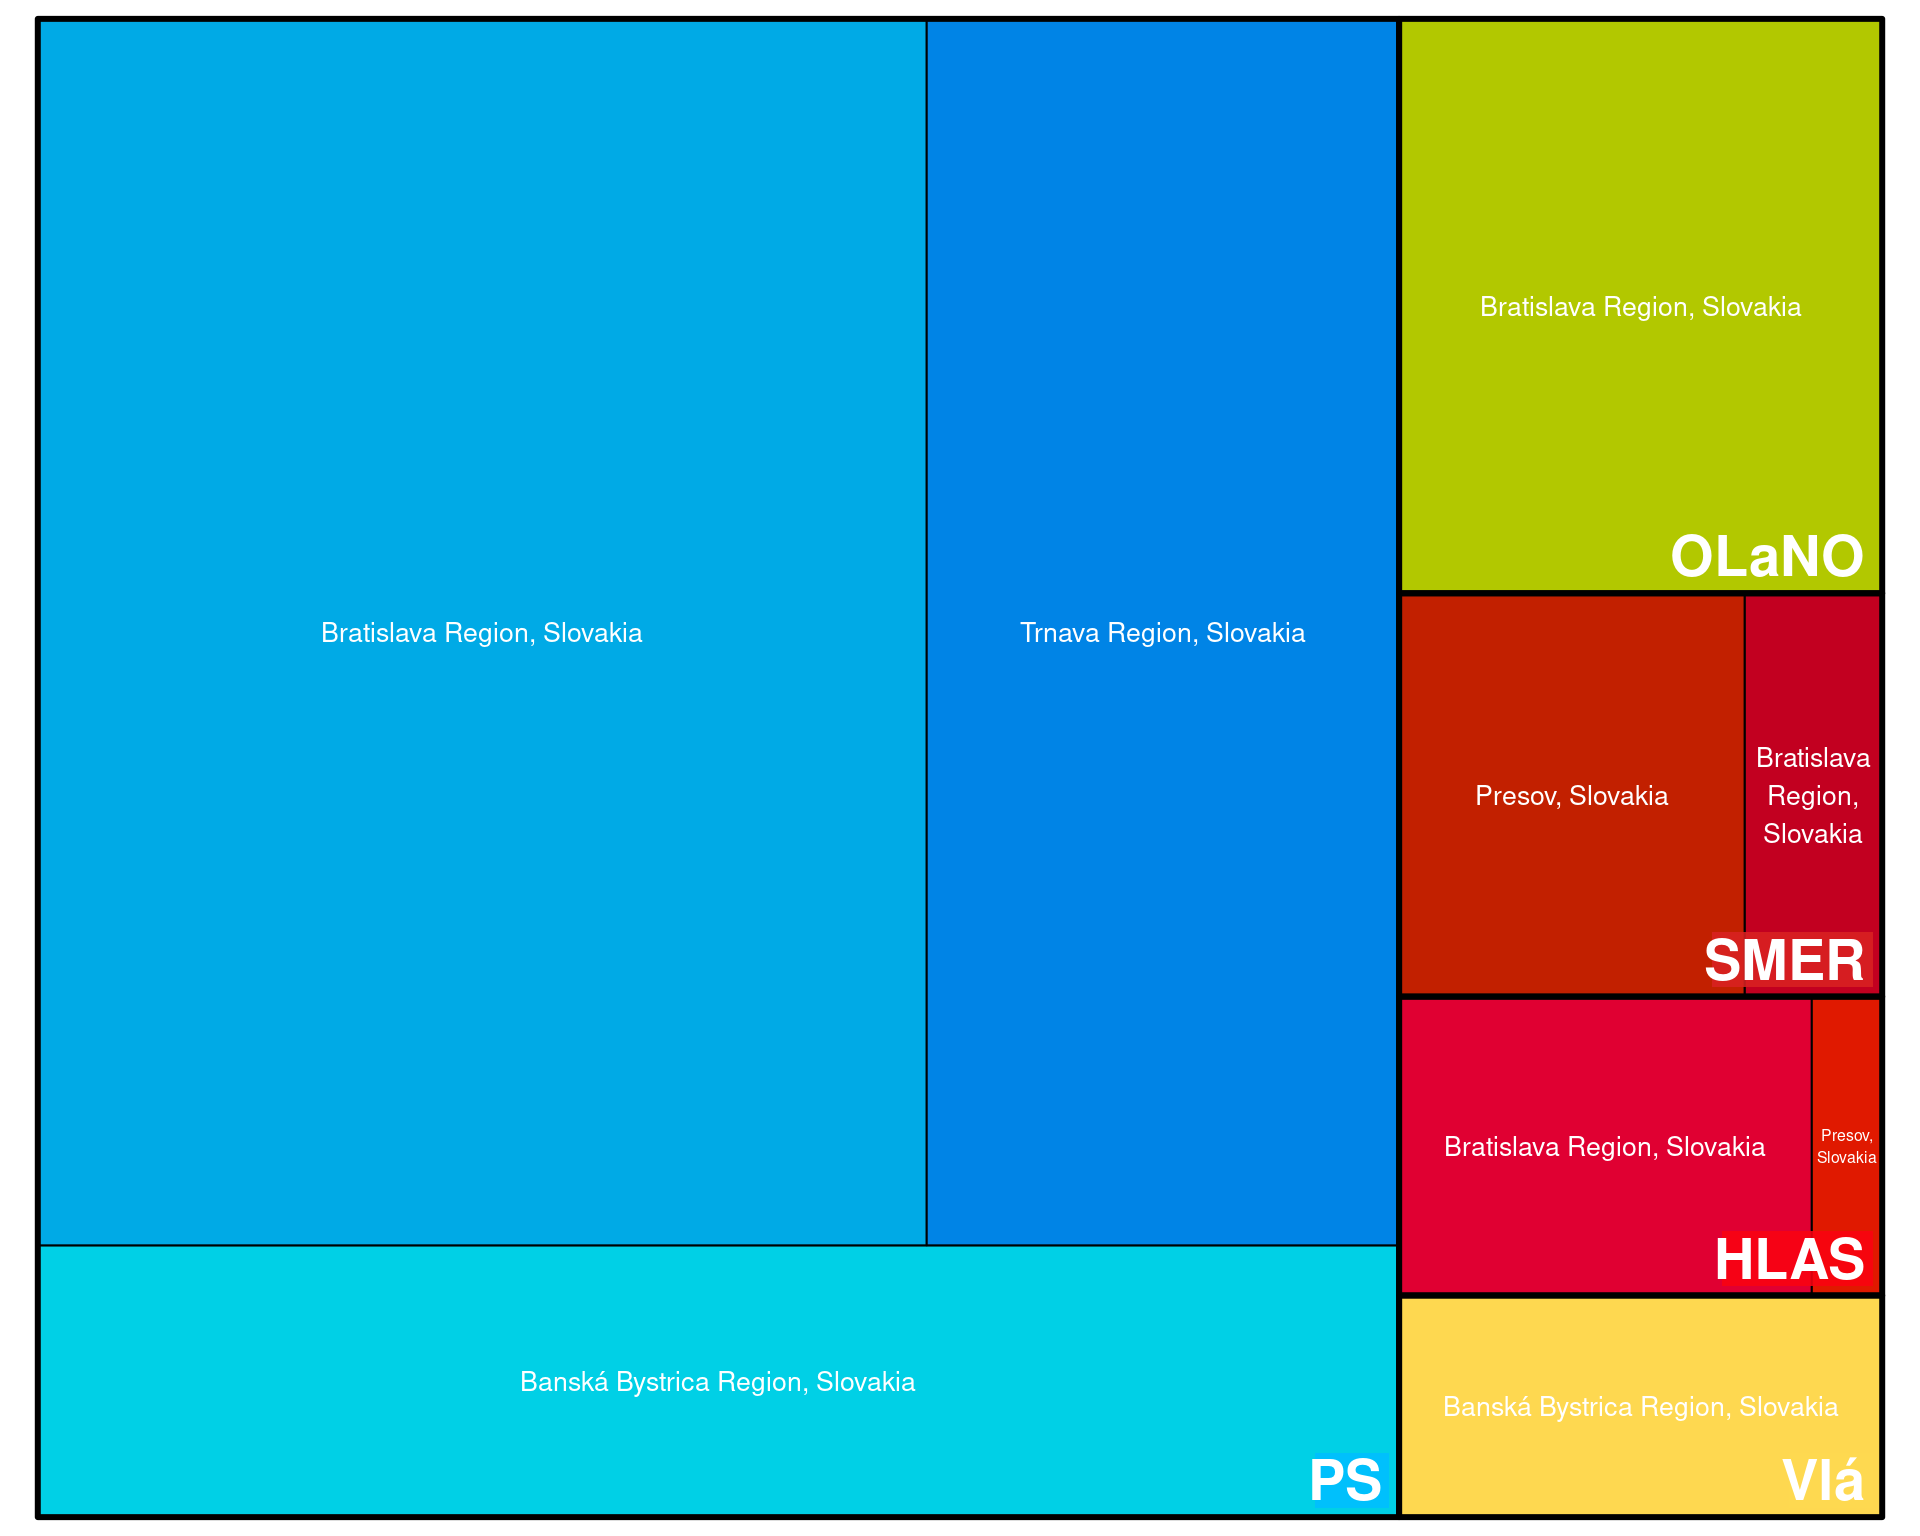 Bratislava Region, Slovakia
Trnava Region, Slovakia
Banská Bystrica Region, Slovakia
PS
Bratislava Region, Slovakia
OLaNO
Presov, Slovakia
Bratislava
Region,
Slovakia
SMER
Bratislava Region, Slovakia
Presov,
Slovakia
HLAS
Banská Bystrica Region, Slovakia
Vlá